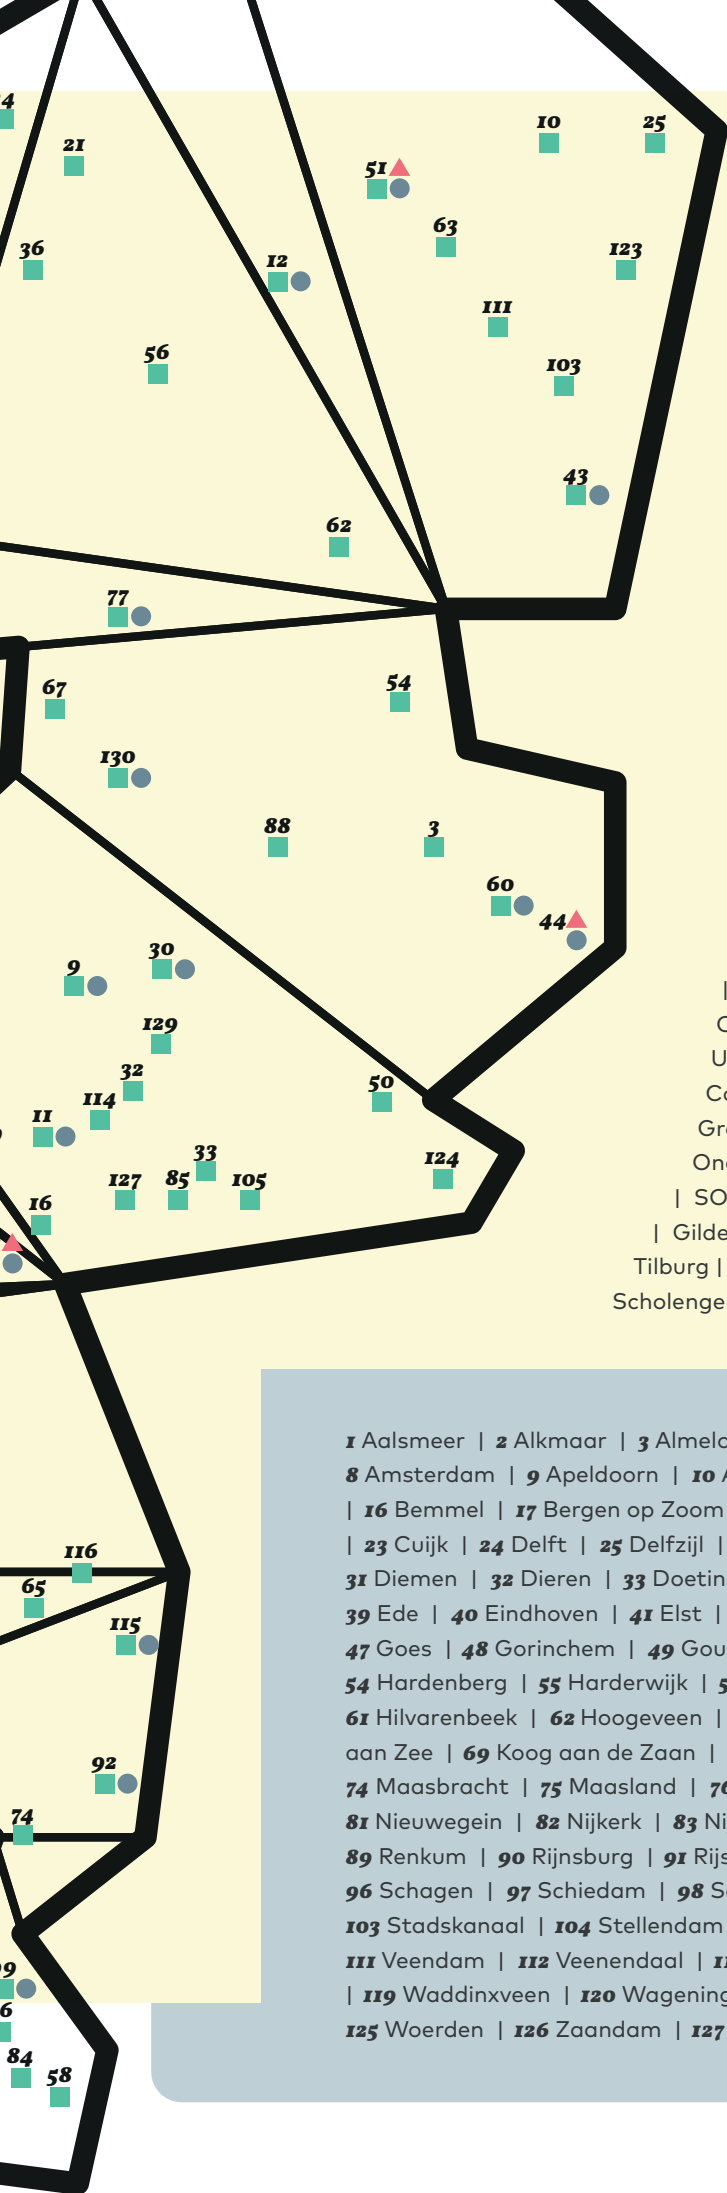 4
21
10
25
51
63
36
12
123
111
56
103
43
62
77
67
54
130
88
3
60
44
9
30
129
32
50
114
11
33
124
127
85
105
16
U
Tilburg |
| Gilde
| SO
1 Aalsmeer | 2 Alkmaar | 3
8 Amsterdam | 9 Apeldoorn | 10
| 16 Bemmel | 17 Bergen op Zoom
| 23 Cuijk | 24 Delft | 25 Delfzijl |
31 Diemen | 32 Dieren | 33 Doetin
39 Ede | 40 Eindhoven | 41 Elst |
47 Goes | 48 Gorinchem | 49 Gou
54 Hardenberg | 55 Harderwijk | 5
61 Hilvarenbeek | 62 Hoogeveen |
aan Zee | 69 Koog aan de Zaan |
74 Maasbracht | 75 Maasland | 76
81 Nieuwegein | 82 Nijkerk | 83 Ni
89 Renkum | 90 Rijnsburg | 91 Rijs
96 Schagen | 97 Schiedam | 98 S
103 Stadskanaal | 104 Stellendam
111 Veendam | 112 Veenendaal | 11
| 119 Waddinxveen | 120 Wagening
125 Woerden | 126 Zaandam | 127
116
65
115
92
74
99
6
84
58